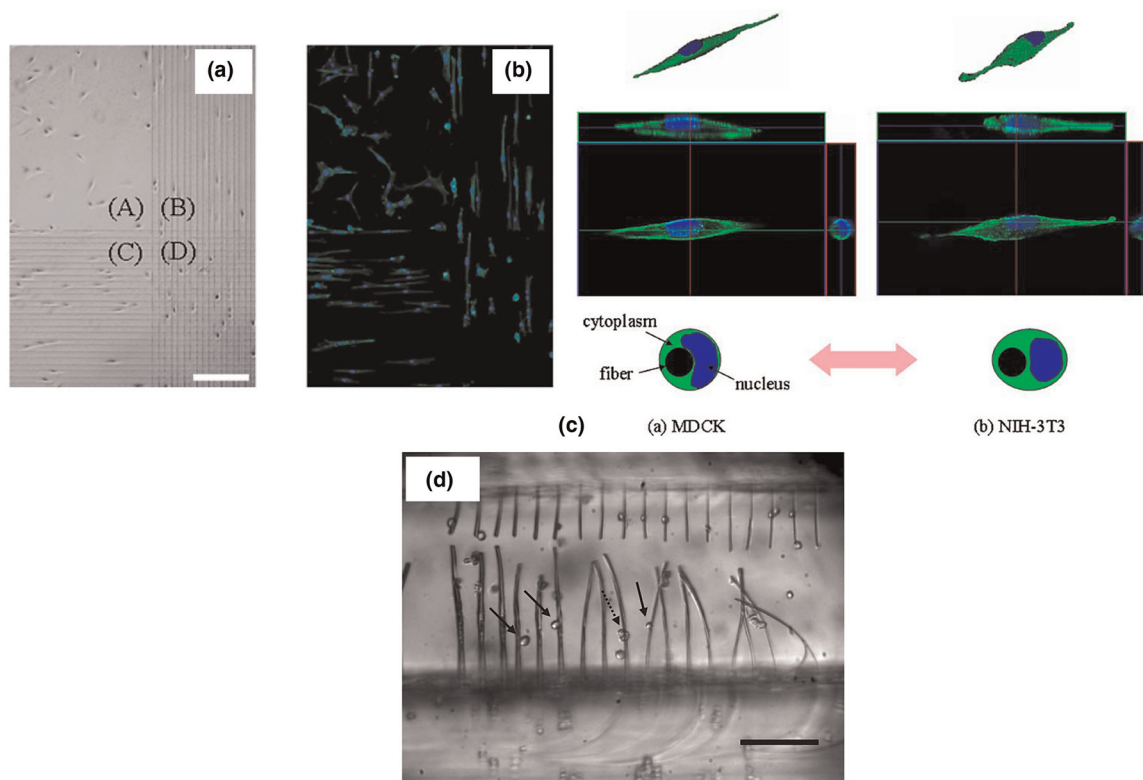 (a)
(b)
(A) (B)
(C) (D)
cytoplasm
fiber
nucleus
(c)
(a) MDCK
(b) NIH-3T3
(d)